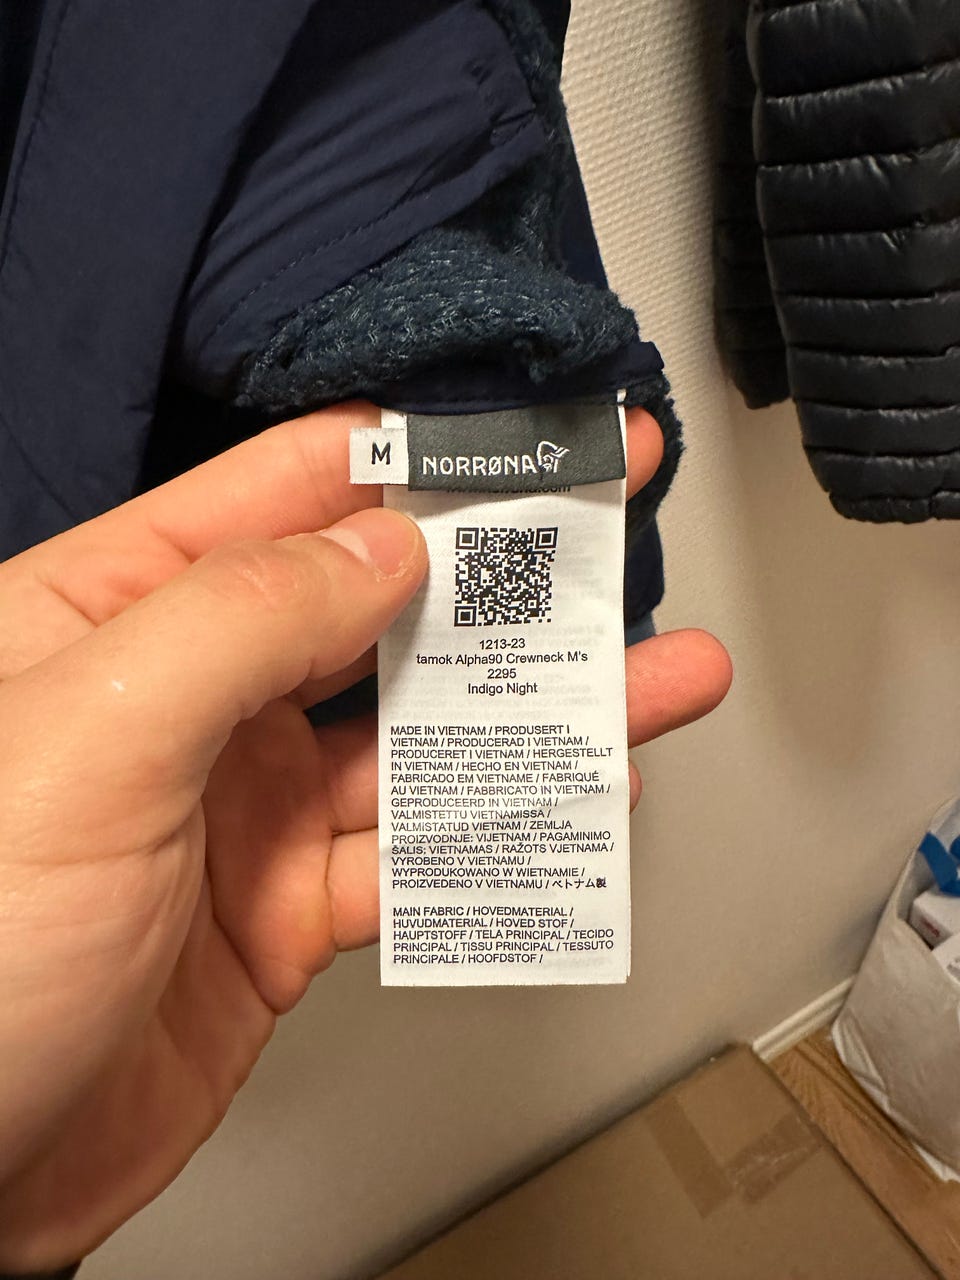 M
NORRØNA
1213-23
tamok Alpha90 Crewneck M's
2295
Indigo Night
MADE IN VIETNAM / PRODUSERT I
VIETNAM / PRODUCERAD I VIETNAM /
PRODUCERET I VIETNAM / HERGESTELLT
IN VIETNAM / HECHO EN VIETNAM /
FABRICADO EM VIETNAME / FABRIQUÉ
AU VIETNAM / FABBRICATO IN VIETNAM /
GEPRODUCEERD IN VIETNAM /
VALMISTETTU VIETNAMISSA /
VALMISTATUD VIETNAM / ZEMLJA
PROIZVODNJE: VIJETNAM / PAGAMINIMO
ŠALIS: VIETNAMAS / RAŽOTS VJETNAMA /
VYROBENO V VIETNAMU /
WYPRODUKOWANO W WIETNAMIE /
PROIZVEDENO V VIETNAMU / ベトナム製
MAIN FABRIC / HOVEDMATERIAL /
HUVUDMATERIAL / HOVED STOF /
HAUPTSTOFF / TELA PRINCIPAL / TECIDO
PRINCIPAL / TISSU PRINCIPAL / TESSUTO
PRINCIPALE / HOOFDSTOF /